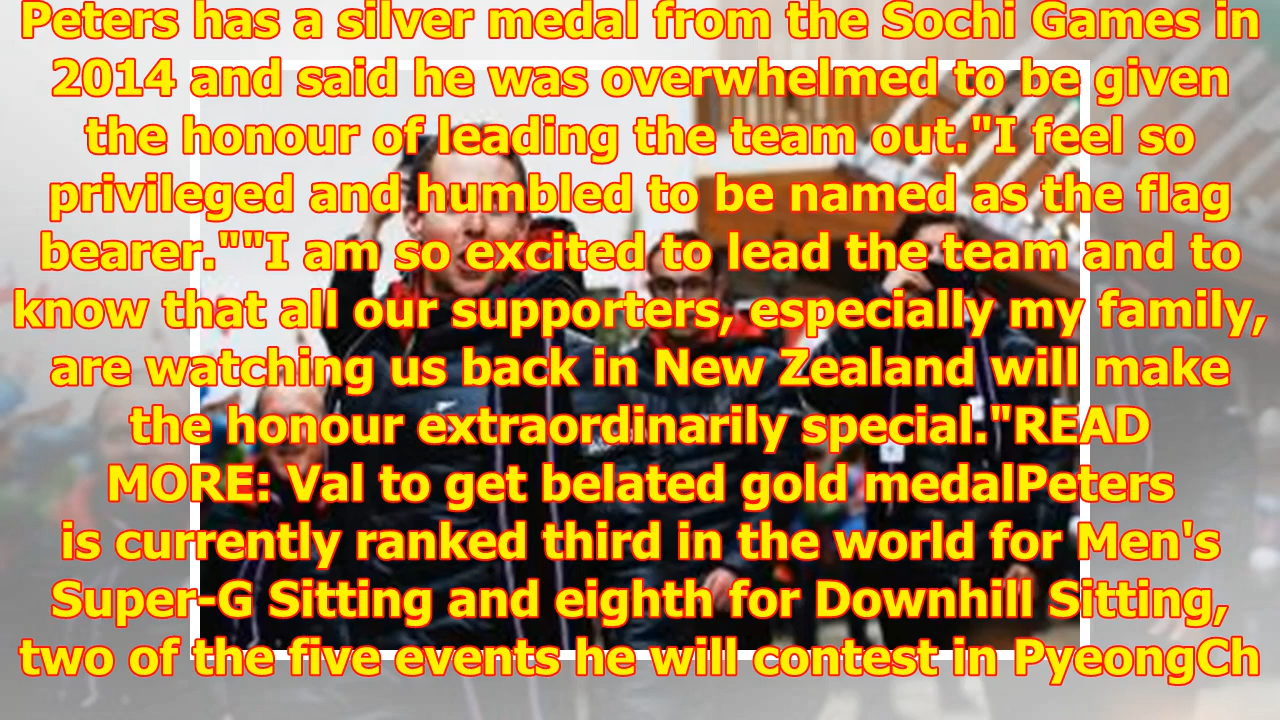 Peters has a silver medal from the Sochi Games in
2014 and said he was overwhelmed to be given
the honour of leading the team out."I feel so
privileged and humbled to be named as the flag
bearer.""I am so excited to lead the team and to
know that all our supporters, especially my family,
are watching us back in New Zealand will make
the honour extraordinarily special."READ
MORE: Val to get belated gold medalPeters
is currently ranked third in the world for Men's
Super-G Sitting and eighth for Downhill Sitting,
two of the five events he will contest in PyeongCh